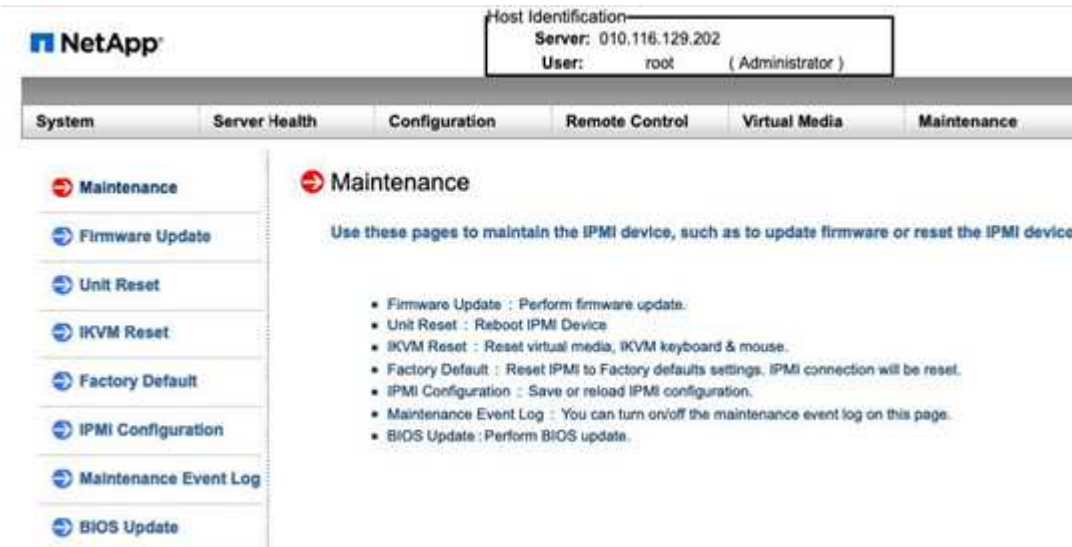 Host Identification
NetApp
Server: 010.116.129.202
User: root ( Administrator )
System Server Health Configuration Remote Control Virtual Media Maintenance
Maintenance
Firmware Update
Unit Reset
IKVM Reset
Factory Default
IPMI Configuration
Maintenance Event Log
BIOS Update
Maintenance
Use these pages to maintain the IPMI device, such as to update firmware or reset the IPMI device
• Firmware Update : Perform firmware update.
• Unit Reset : Reboot IPMI Device
• IKVM Reset : Reset virtual media, IKVM keyboard & mouse.
• Factory Default : Reset IPMI to Factory defaults settings. IPMI connection will be reset.
• IPMI Configuration : Save or reload IPMI configuration.
• Maintenance Event Log : You can turn on/off the maintenance event log on this page.
• BIOS Update : Perform BIOS update.